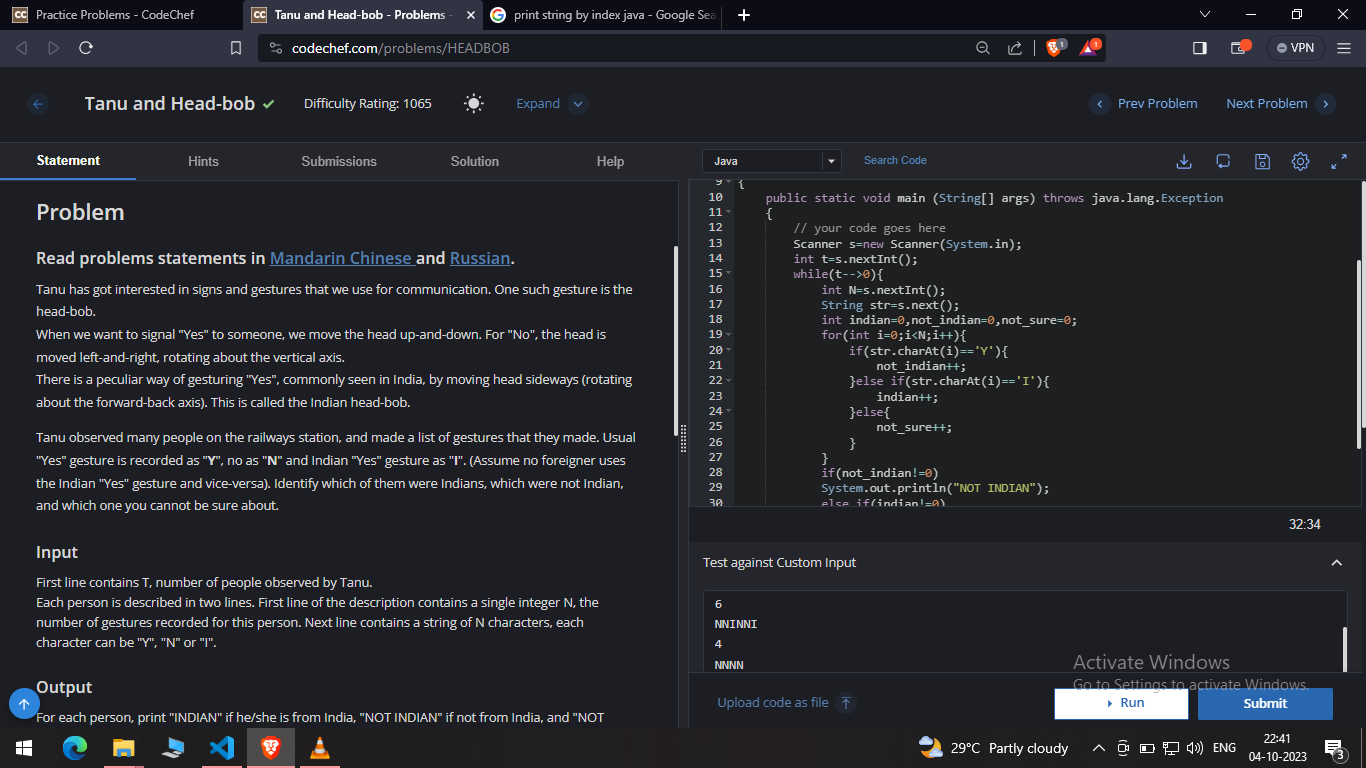 Practice Problems - CodeChef
Tanu and Head-bob - Problems -
print string by index java - Google Sea
codechef.com/problems/HEADBOB
1
1
VPN
Tanu and Head-bob
Difficulty Rating: 1065
Expand
Prev Problem
Next Problem
Statement
Hints
Submissions
Solution
Help
Java
Search Code
Problem
Read problems statements in Mandarin Chinese and Russian.
Tanu has got interested in signs and gestures that we use for communication. One such gesture is the
head-bob.
When we want to signal "Yes" to someone, we move the head up-and-down. For "No", the head is
moved left-and-right, rotating about the vertical axis.
There is a peculiar way of gesturing "Yes", commonly seen in India, by moving head sideways (rotating
about the forward-back axis). This is called the Indian head-bob.
Tanu observed many people on the railways station, and made a list of gestures that they made. Usual
"Yes" gesture is recorded as "Y", no as "N" and Indian "Yes" gesture as "I". (Assume no foreigner uses
the Indian "Yes" gesture and vice-versa). Identify which of them were Indians, which were not Indian,
and which one you cannot be sure about.
Input
First line contains T, number of people observed by Tanu.
Each person is described in two lines. First line of the description contains a single integer N, the
number of gestures recorded for this person. Next line contains a string of N characters, each
character can be "Y", "N" or "I".
Output
For each person, print "INDIAN" if he/she is from India, "NOT INDIAN" if not from India, and "NOT
9 {
10 public static void main (String[] args) throws java.lang.Exception
11 {
12 // your code goes here
13 Scanner s=new Scanner(System.in);
14 int t=s.nextInt();
15 while(t-->0){
16 int N=s.nextInt();
17 String str=s.next();
18 int indian=0,not_indian=0,not_sure=0;
19 for(int i=0;i<N;i++){
20 if(str.charAt(i)=='Y'){
21 not_indian++;
22 }else if(str.charAt(i)=='I'){
23 indian++;
24 }else{
25 not_sure++;
26 }
27 }
28 if(not_indian!=0)
29 System.out.println("NOT INDIAN");
30 else if(indian!=0)
32:34
Test against Custom Input
6
NNINNI
4
NNNN
Activate Windows
Go to Settings to activate Windows.
Upload code as file
Run
Submit
29°C Partly cloudy
ENG
22:41
04-10-2023
3